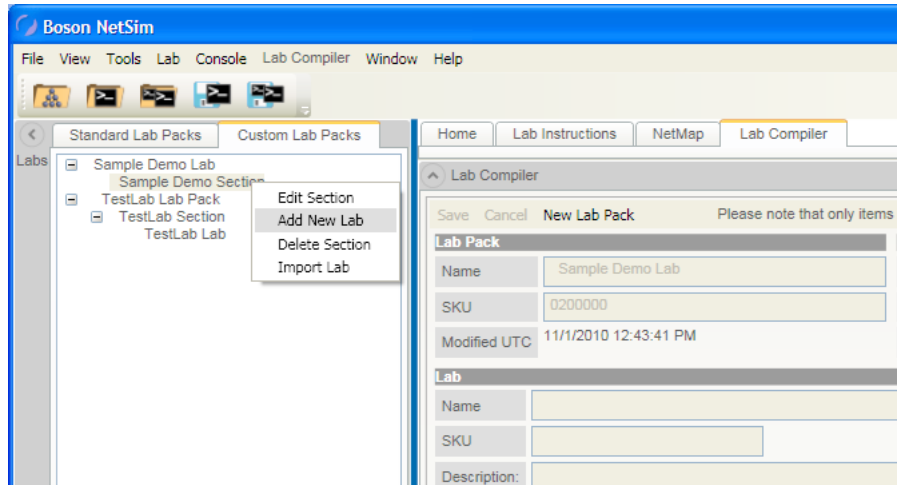 Boson NetSim
File View Tools Lab Console Lab Compiler Window Help
Labs
Standard Lab Packs Custom Lab Packs
Sample Demo Lab
Sample Demo Section
TestLab Lab Pack
TestLab Section
TestLab Lab
Edit Section
Add New Lab
Delete Section
Import Lab
Home Lab Instructions NetMap Lab Compiler
Lab Compiler
Save Cancel New Lab Pack Please note that only items
Lab Pack
Name Sample Demo Lab
SKU 0200000
Modified UTC 11/1/2010 12:43:41 PM
Lab
Name
SKU
Description: